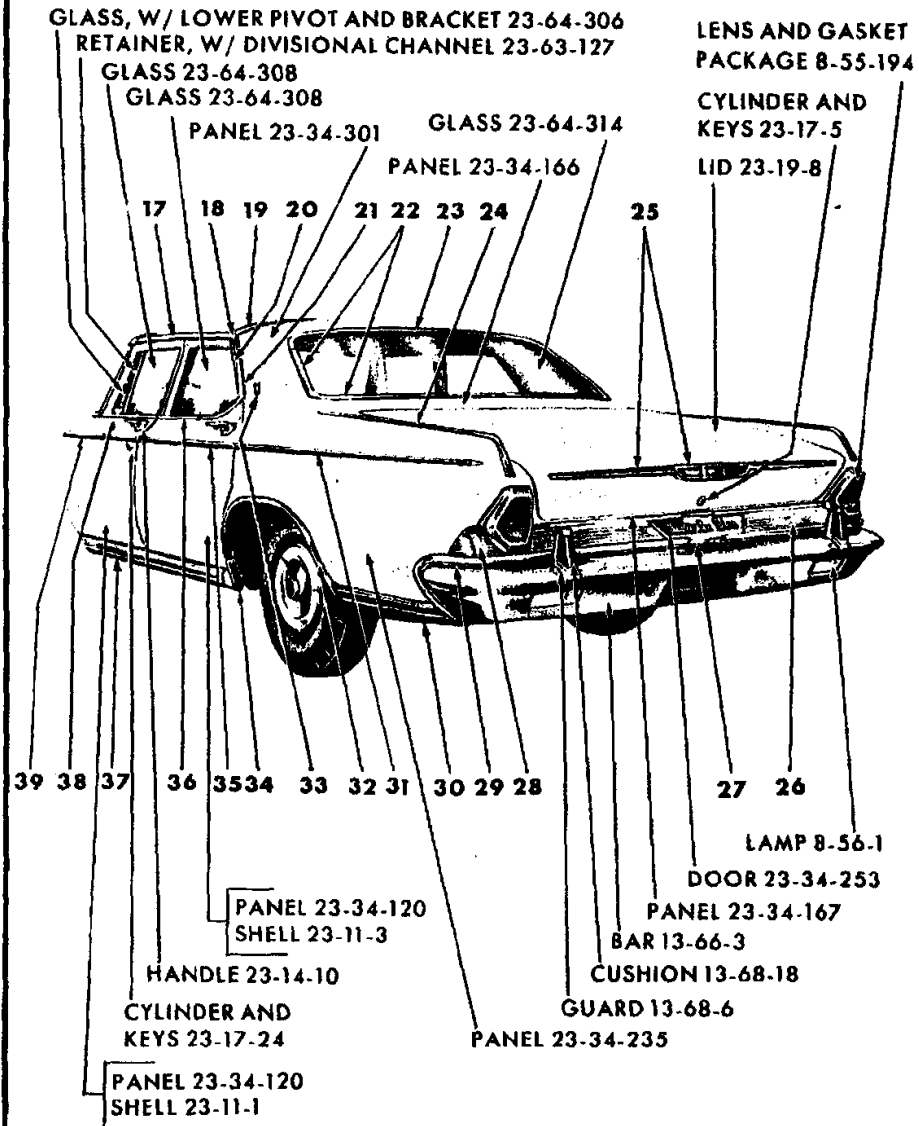 GLASS, W/ LOWER PIVOT AND BRACKET 23-64-306
RETAINER, W/ DIVISIONAL CHANNEL 23-63-127
GLASS 23-64-308
GLASS 23-64-308
PANEL 23-34-301
GLASS 23-64-314
PANEL 23-34-166
LENS AND GASKET
PACKAGE 8-55-194
CYLINDER AND
KEYS 23-17-5
LID 23-19-8
17 18 19 20 21 22 23 24 25
39 38 37 36 35 34 33 32 31 30 29 28 27 26
LAMP 8-56-1
DOOR 23-34-253
PANEL 23-34-167
BAR 13-66-3
CUSHION 13-68-18
GUARD 13-68-6
PANEL 23-34-235
PANEL 23-34-120
SHELL 23-11-3
HANDLE 23-14-10
CYLINDER AND
KEYS 23-17-24
PANEL 23-34-120
SHELL 23-11-1